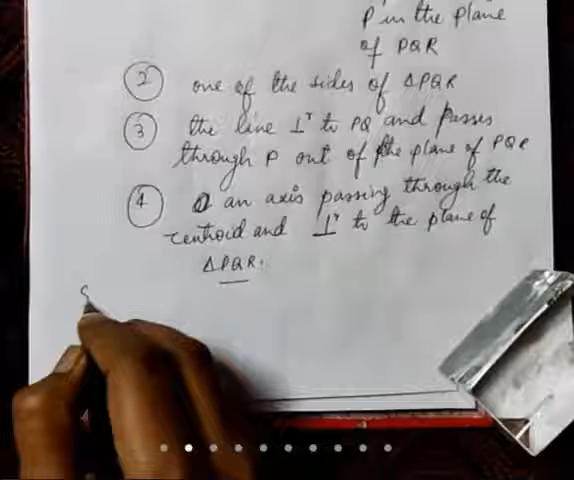 P in the plane
of PQR
② one of the sides of ΔPQR
③ the line ⊥ʳ to PQ and passes
through P out of the plane of PQR
④ an axis passing through the
centroid and ⊥ʳ to the plane of
ΔPQR.
S